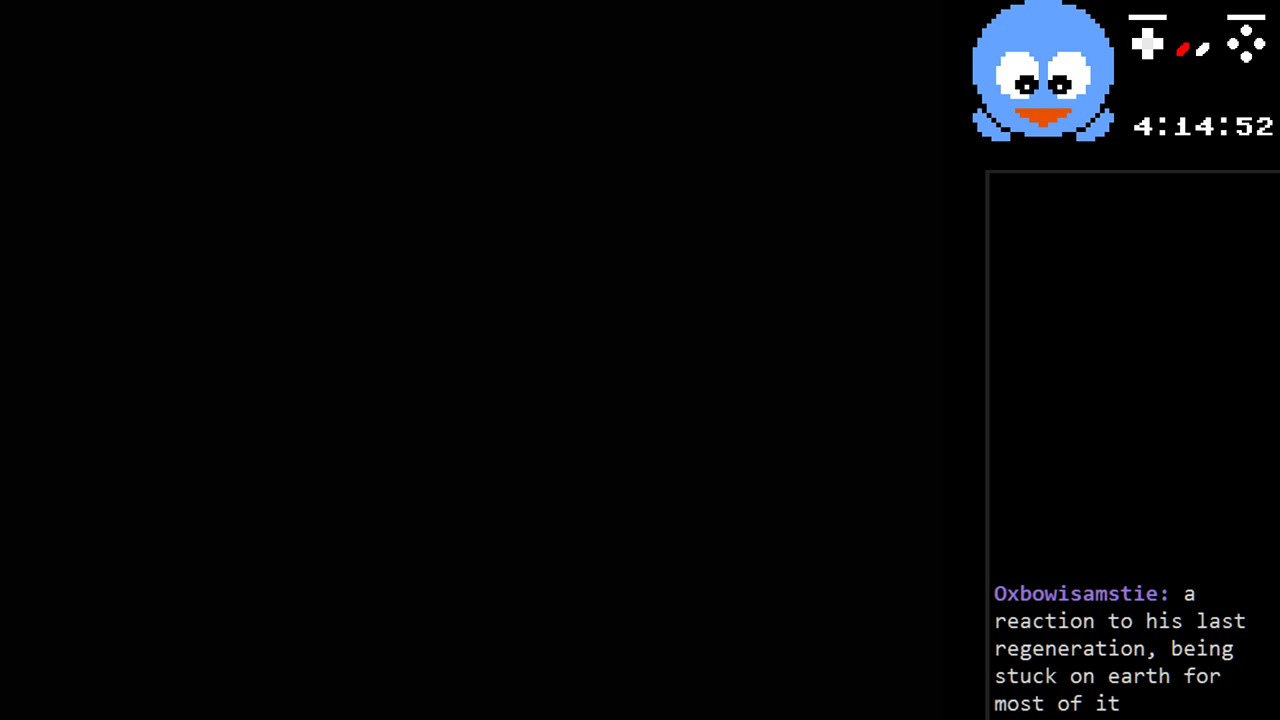 4:14:52
Oxbowisamstie: a
reaction to his last
regeneration, being
stuck on earth for
most of it